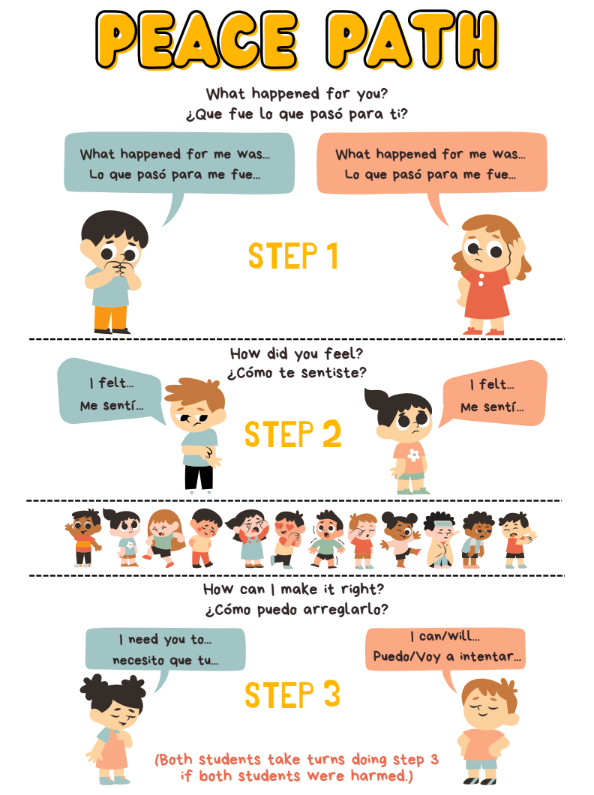 PEACE PATH
What happened for you?
¿Que fue lo que pasó para ti?
What happened for me was...
Lo que pasó para me fue...
What happened for me was...
Lo que pasó para me fue...
STEP 1
How did you feel?
¿Cómo te sentiste?
I felt...
Me sentí...
I felt...
Me sentí...
STEP 2
How can I make it right?
¿Cómo puedo arreglarlo?
I need you to...
necesito que tu...
I can/will...
Puedo/Voy a intentar...
STEP 3
(Both students take turns doing step 3
if both students were harmed.)